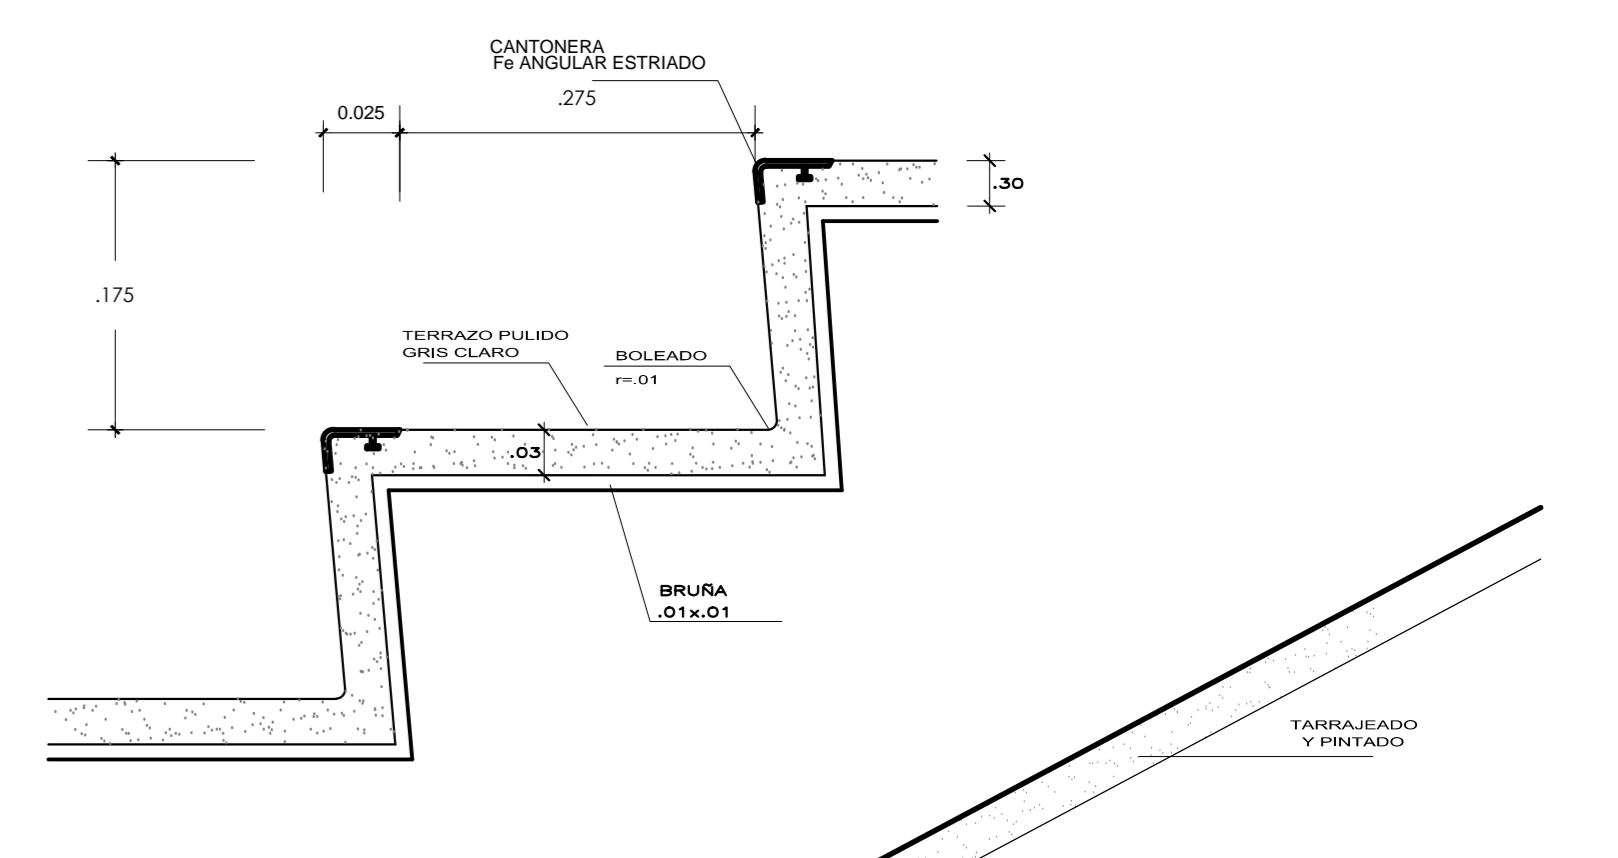 CANTONERA
Fe ANGULAR ESTRIADO
.275
0.025
.30
.175
TERRAZO PULIDO
GRIS CLARO
BOLEADO
r=.01
.03
BRUÑA
.01x.01
TARRAJEADO
Y PINTADO